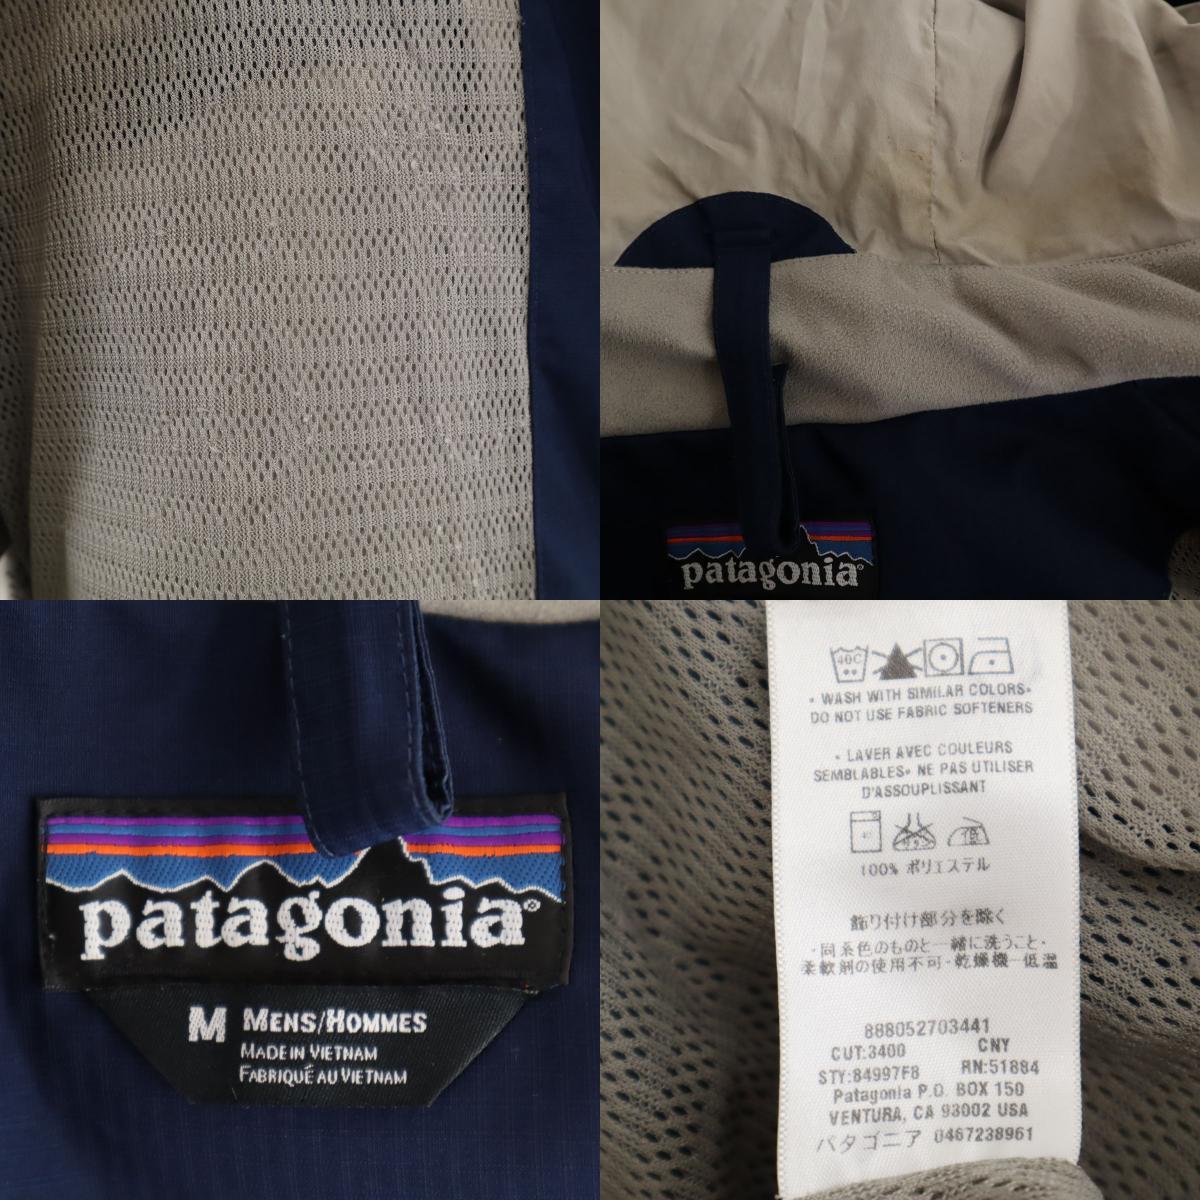 patagonia®
patagonia®
M MENS/HOMMES
MADE IN VIETNAM
FABRIQUÉ AU VIETNAM
40C
• WASH WITH SIMILAR COLORS•
DO NOT USE FABRIC SOFTENERS
• LAVER AVEC COULEURS
SEMBLABLES• NE PAS UTILISER
D'ASSOUPLISSANT
低
100% ポリエステル
飾り付け部分を除く
・同系色のものと一緒に洗うこと・
柔軟剤の使用不可・乾燥機一低温
888052703441
CUT:3400 CNY
STY:84997F8 RN:51884
Patagonia P.O. BOX 150
VENTURA, CA 93002 USA
パタゴニア 0467238961